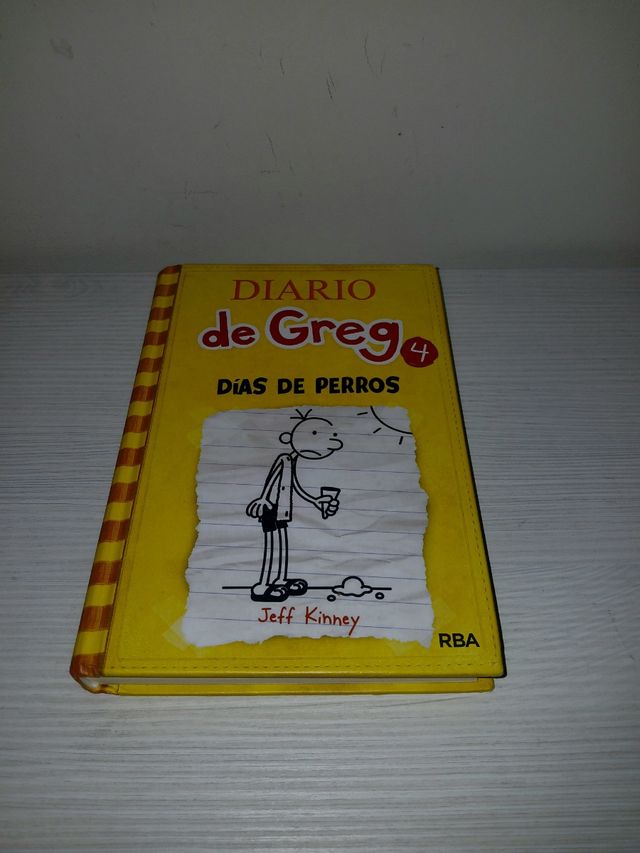 DIARIO
de Greg 4
DÍAS DE PERROS
Jeff Kinney
RBA